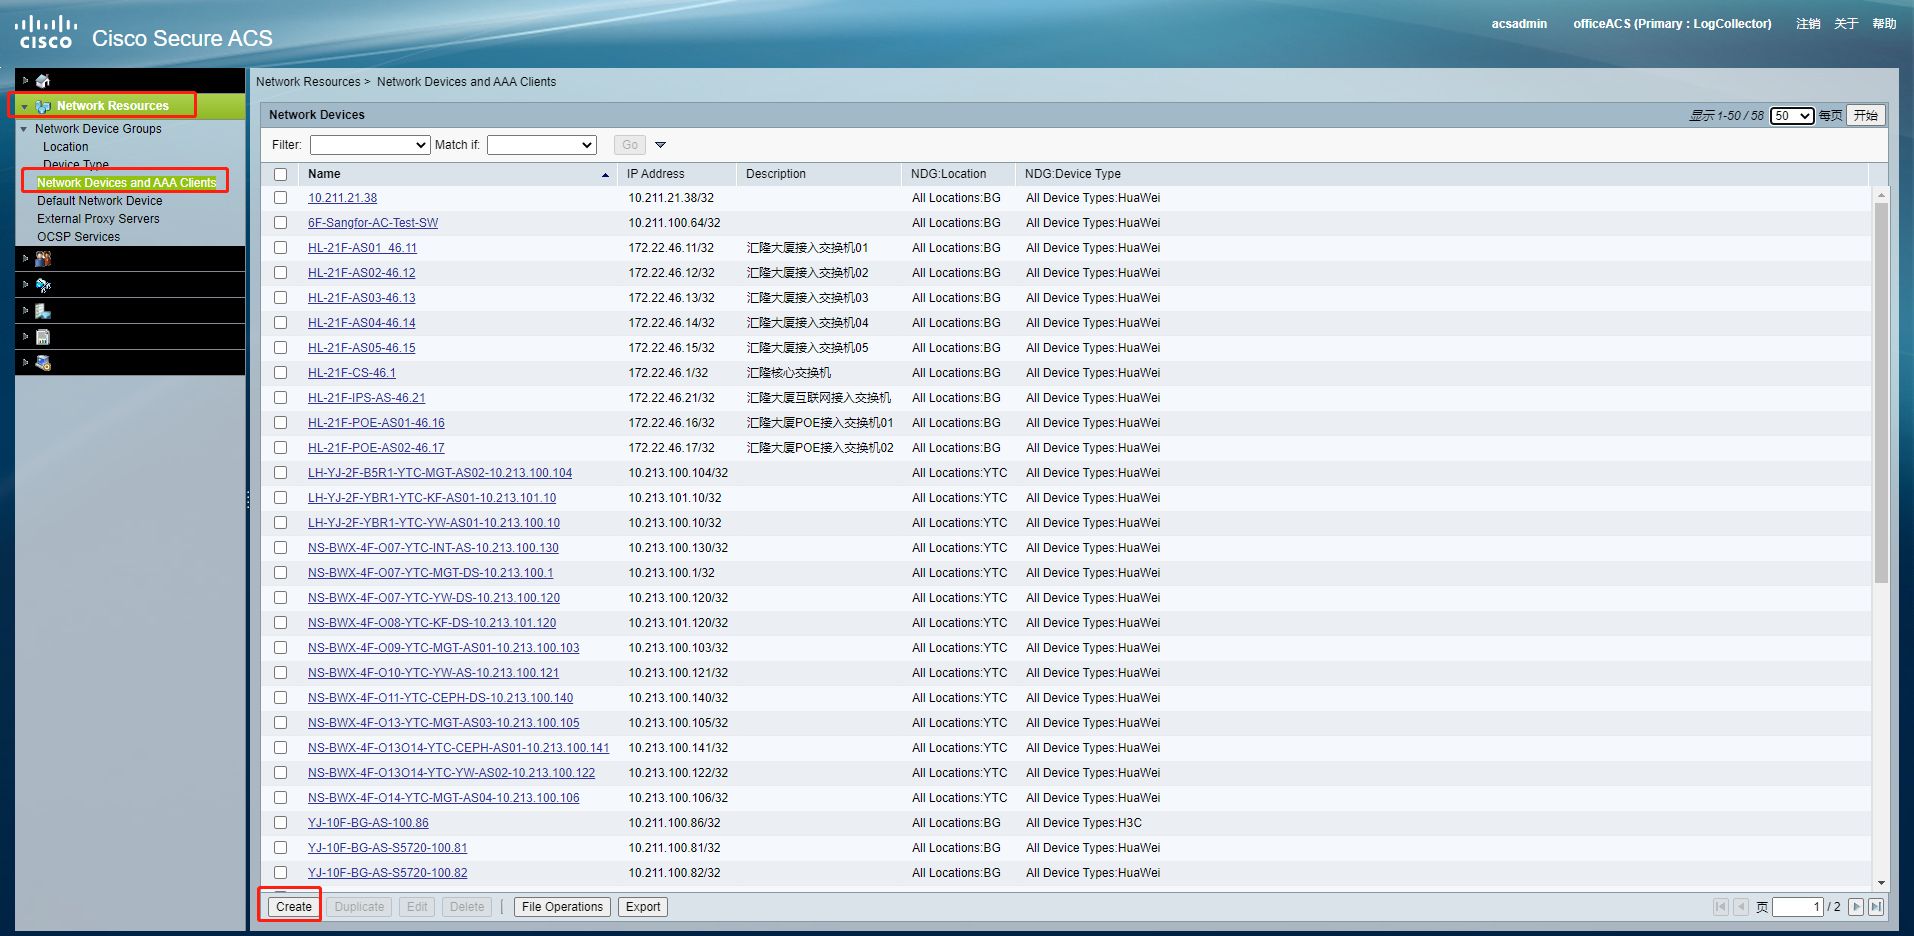 CISCO Cisco Secure ACS
acsadmin officeACS (Primary : LogCollector) 注销 关于 帮助
Network Resources
Network Device Groups
Location
Device Type
Network Devices and AAA Clients
Default Network Device
External Proxy Servers
OCSP Services
Network Resources > Network Devices and AAA Clients
Network Devices 显示 1-50 / 58 50 每页 开始
Filter: Match if: Go
Name IP Address Description NDG:Location NDG:Device Type
10.211.21.38 10.211.21.38/32 All Locations:BG All Device Types:HuaWei
6F-Sangfor-AC-Test-SW 10.211.100.64/32 All Locations:BG All Device Types:HuaWei
HL-21F-AS01_46.11 172.22.46.11/32 汇隆大厦接入交换机01 All Locations:BG All Device Types:HuaWei
HL-21F-AS02-46.12 172.22.46.12/32 汇隆大厦接入交换机02 All Locations:BG All Device Types:HuaWei
HL-21F-AS03-46.13 172.22.46.13/32 汇隆大厦接入交换机03 All Locations:BG All Device Types:HuaWei
HL-21F-AS04-46.14 172.22.46.14/32 汇隆大厦接入交换机04 All Locations:BG All Device Types:HuaWei
HL-21F-AS05-46.15 172.22.46.15/32 汇隆大厦接入交换机05 All Locations:BG All Device Types:HuaWei
HL-21F-CS-46.1 172.22.46.1/32 汇隆核心交换机 All Locations:BG All Device Types:HuaWei
HL-21F-IPS-AS-46.21 172.22.46.21/32 汇隆大厦互联网接入交换机 All Locations:BG All Device Types:HuaWei
HL-21F-POE-AS01-46.16 172.22.46.16/32 汇隆大厦POE接入交换机01 All Locations:BG All Device Types:HuaWei
HL-21F-POE-AS02-46.17 172.22.46.17/32 汇隆大厦POE接入交换机02 All Locations:BG All Device Types:HuaWei
LH-YJ-2F-B5R1-YTC-MGT-AS02-10.213.100.104 10.213.100.104/32 All Locations:YTC All Device Types:HuaWei
LH-YJ-2F-YBR1-YTC-KF-AS01-10.213.101.10 10.213.101.10/32 All Locations:YTC All Device Types:HuaWei
LH-YJ-2F-YBR1-YTC-YW-AS01-10.213.100.10 10.213.100.10/32 All Locations:YTC All Device Types:HuaWei
NS-BWX-4F-O07-YTC-INT-AS-10.213.100.130 10.213.100.130/32 All Locations:YTC All Device Types:HuaWei
NS-BWX-4F-O07-YTC-MGT-DS-10.213.100.1 10.213.100.1/32 All Locations:YTC All Device Types:HuaWei
NS-BWX-4F-O07-YTC-YW-DS-10.213.100.120 10.213.100.120/32 All Locations:YTC All Device Types:HuaWei
NS-BWX-4F-O08-YTC-KF-DS-10.213.101.120 10.213.101.120/32 All Locations:YTC All Device Types:HuaWei
NS-BWX-4F-O09-YTC-MGT-AS01-10.213.100.103 10.213.100.103/32 All Locations:YTC All Device Types:HuaWei
NS-BWX-4F-O10-YTC-YW-AS-10.213.100.121 10.213.100.121/32 All Locations:YTC All Device Types:HuaWei
NS-BWX-4F-O11-YTC-CEPH-DS-10.213.100.140 10.213.100.140/32 All Locations:YTC All Device Types:HuaWei
NS-BWX-4F-O13-YTC-MGT-AS03-10.213.100.105 10.213.100.105/32 All Locations:YTC All Device Types:HuaWei
NS-BWX-4F-O13O14-YTC-CEPH-AS01-10.213.100.141 10.213.100.141/32 All Locations:YTC All Device Types:HuaWei
NS-BWX-4F-O13O14-YTC-YW-AS02-10.213.100.122 10.213.100.122/32 All Locations:YTC All Device Types:HuaWei
NS-BWX-4F-O14-YTC-MGT-AS04-10.213.100.106 10.213.100.106/32 All Locations:YTC All Device Types:HuaWei
YJ-10F-BG-AS-100.86 10.211.100.86/32 All Locations:BG All Device Types:H3C
YJ-10F-BG-AS-S5720-100.81 10.211.100.81/32 All Locations:BG All Device Types:HuaWei
YJ-10F-BG-AS-S5720-100.82 10.211.100.82/32 All Locations:BG All Device Types:HuaWei
Create Duplicate Edit Delete | File Operations Export 页 1 / 2